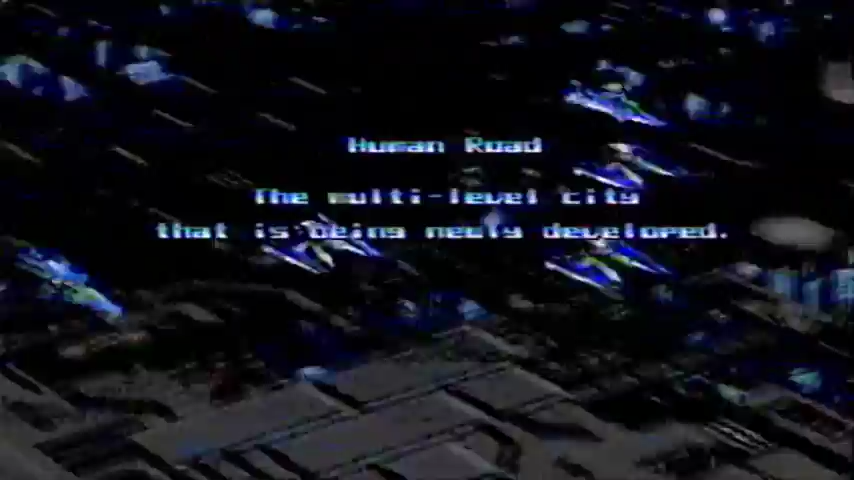 Human Road
The multi-level city
that is being newly developed.